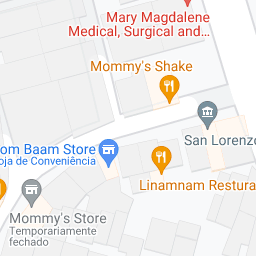 Mary Magdalene
Medical, Surgical and...
Mommy's Shake
San Lorenzo
om Baam Store
oja de Conveniência
Linamnam Restura
Mommy's Store
Temporariamente
fechado